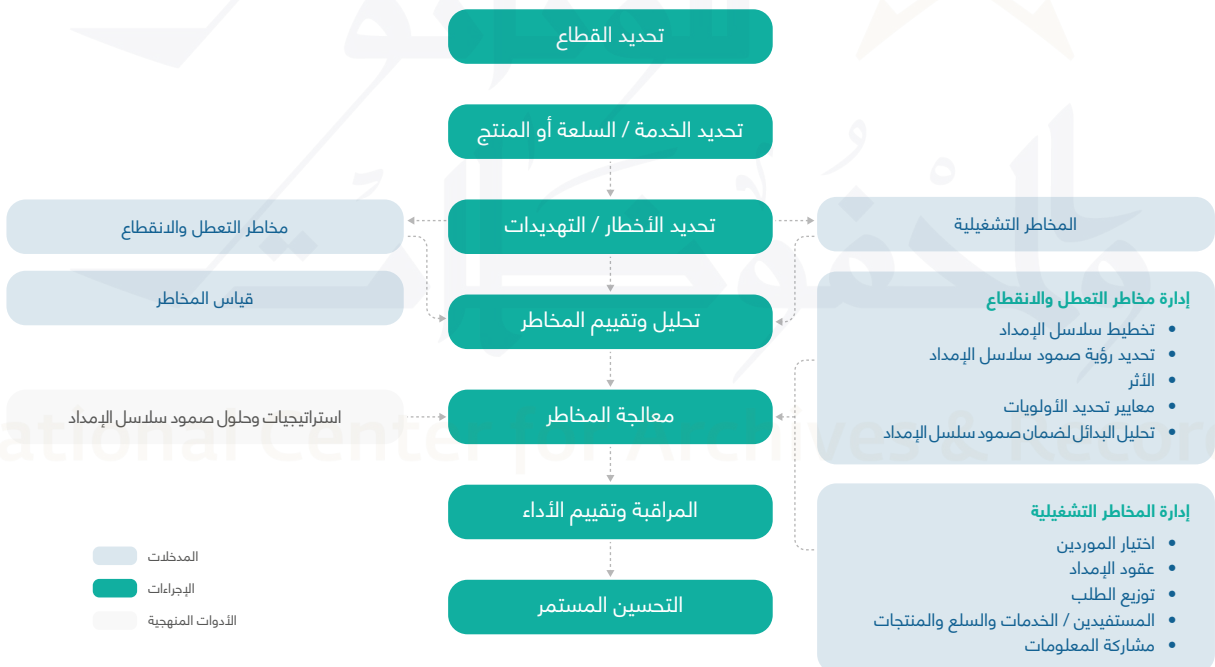 تحديد القطاع
تحديد الخدمة / السلعة أو المنتج
المخاطر التشغيلية
تحديد الأخطار / التهديدات
مخاطر التعطل والانقطاع
قياس المخاطر
تحليل وتقييم المخاطر
إدارة مخاطر التعطل والانقطاع
• تخطيط سلاسل الإمداد
• تحديد رؤية صمود سلاسل الإمداد
• الأثر
• معايير تحديد الأولويات
• تحليل البدائل لضمان صمود سلسل الإمداد
معالجة المخاطر
استراتيجيات وحلول صمود سلاسل الإمداد
المراقبة وتقييم الأداء
إدارة المخاطر التشغيلية
• اختيار الموردين
• عقود الإمداد
• توزيع الطلب
• المستفيدين / الخدمات والسلع والمنتجات
• مشاركة المعلومات
التحسين المستمر
المدخلات
الإجراءات
الأدوات المنهجية